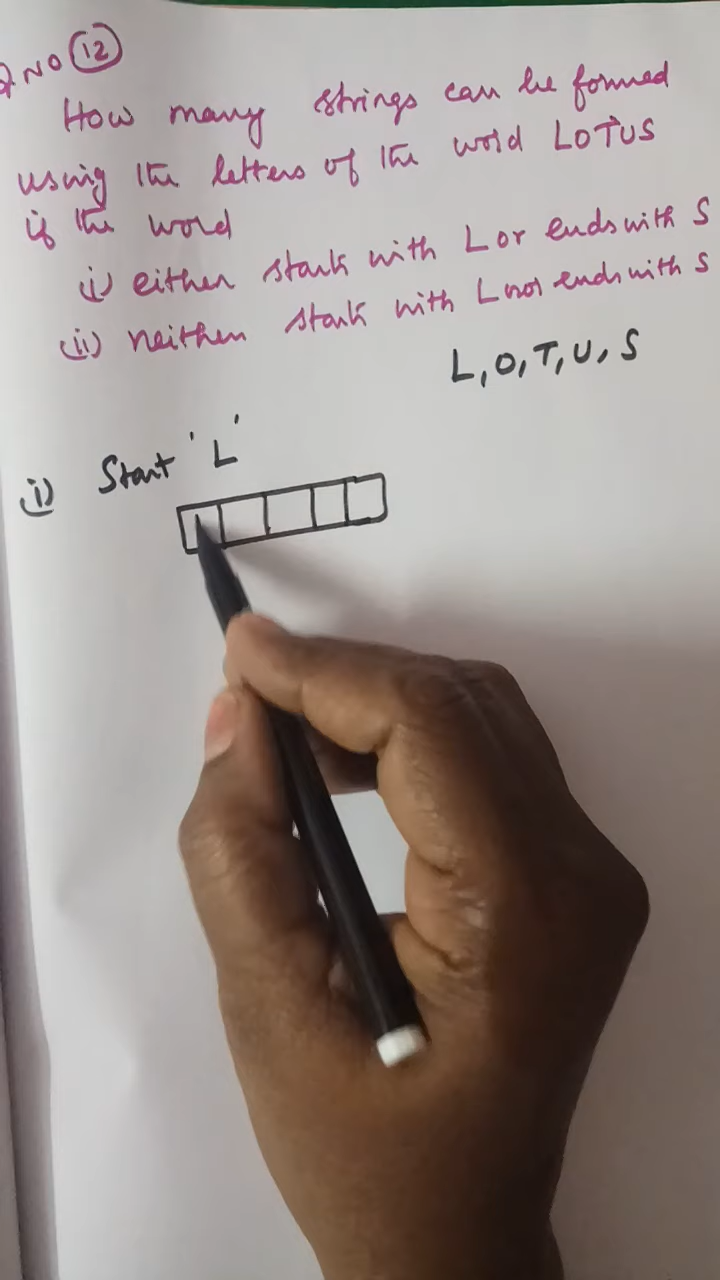 Q NO 12
How many strings can be formed
using the letters of the word LOTUS
if the word
(i) either starts with L or ends with S
(ii) neither starts with L nor ends with S
L, O, T, U, S
(i) Start 'L'